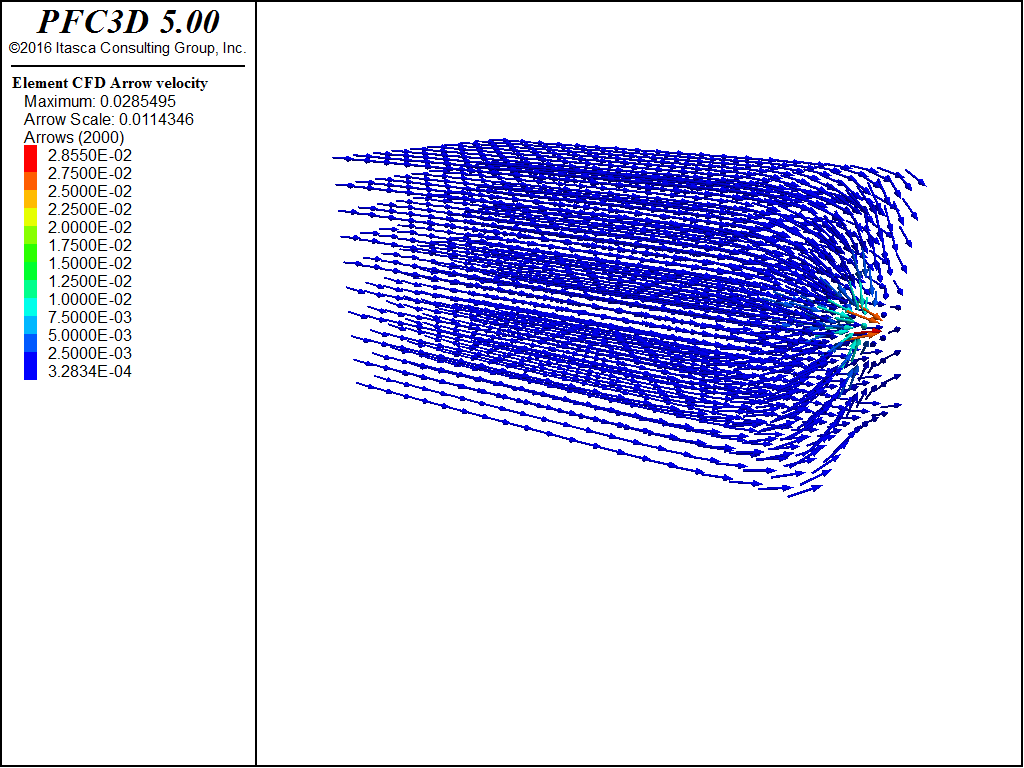 PFC3D 5.00
©2016 Itasca Consulting Group, Inc.
Element CFD Arrow velocity
Maximum: 0.0285495
Arrow Scale: 0.0114346
Arrows (2000)
2.8550E-02
2.7500E-02
2.5000E-02
2.2500E-02
2.0000E-02
1.7500E-02
1.5000E-02
1.2500E-02
1.0000E-02
7.5000E-03
5.0000E-03
2.5000E-03
3.2834E-04